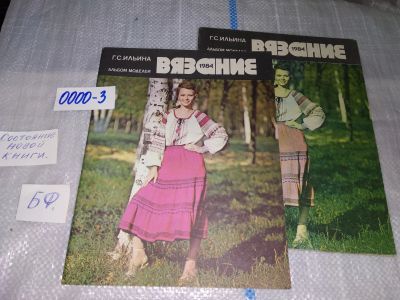 Г.С.ИЛЬИНА
АЛЬБОМ МОДЕЛЕЙ
ВЯЗАНИЕ
1984
Г.С.ИЛЬИНА
АЛЬБОМ МОДЕЛЕЙ
ВЯЗАНИЕ
1984
0000-3
СОСТОЯНИЕ
НОВОЙ
КНИГИ.
БФ.